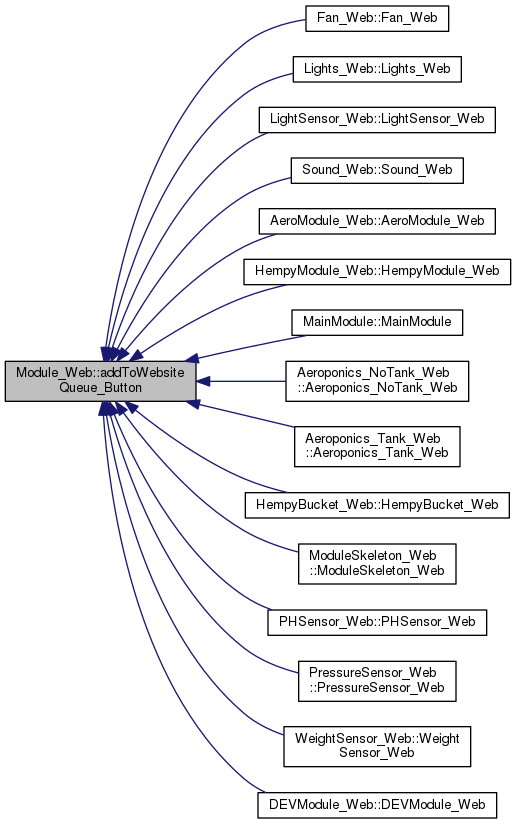 Fan_Web::Fan_Web
Lights_Web::Lights_Web
LightSensor_Web::LightSensor_Web
Sound_Web::Sound_Web
AeroModule_Web::AeroModule_Web
HempyModule_Web::HempyModule_Web
MainModule::MainModule
Module_Web::addToWebsite
Queue_Button
Aeroponics_NoTank_Web
::Aeroponics_NoTank_Web
Aeroponics_Tank_Web
::Aeroponics_Tank_Web
HempyBucket_Web::HempyBucket_Web
ModuleSkeleton_Web
::ModuleSkeleton_Web
PHSensor_Web::PHSensor_Web
PressureSensor_Web
::PressureSensor_Web
WeightSensor_Web::Weight
Sensor_Web
DEVModule_Web::DEVModule_Web